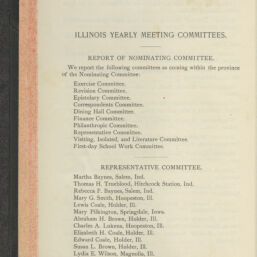 ILLINOIS YEARLY MEETING COMMITTEES.
REPORT OF NOMINATING COMMITTEE.
We report the following committees as coming within the province
of the Nominating Committee:
Exercise Committee.
Revision Committee.
Epistolary Committee.
Correspondents Committee.
Dining Hall Committee.
Finance Committee.
Philanthropic Committee.
Representative Committee.
Visiting, Isolated, and Literature Committee.
First-day School Work Committee.
REPRESENTATIVE COMMITTEE.
Martha Baynes, Salem, Ind.
Thomas H. Trueblood, Hitchcock Station, Ind.
Rebecca P. Baynes, Salem, Ind.
Mary G. Smith, Hoopeston, Ill.
Lewis Coale, Holder, Ill.
Mary Pilkington, Springdale, Iowa.
Abraham H. Brown, Holder, Ill.
Charles A. Lukens, Hoopeston, Ill.
Elizabeth H. Coale, Holder, Ill.
Edward Coale, Holder, Ill.
Susan L. Brown, Holder, Ill.
Lydia E. Wilson, Magnolia, Ill.